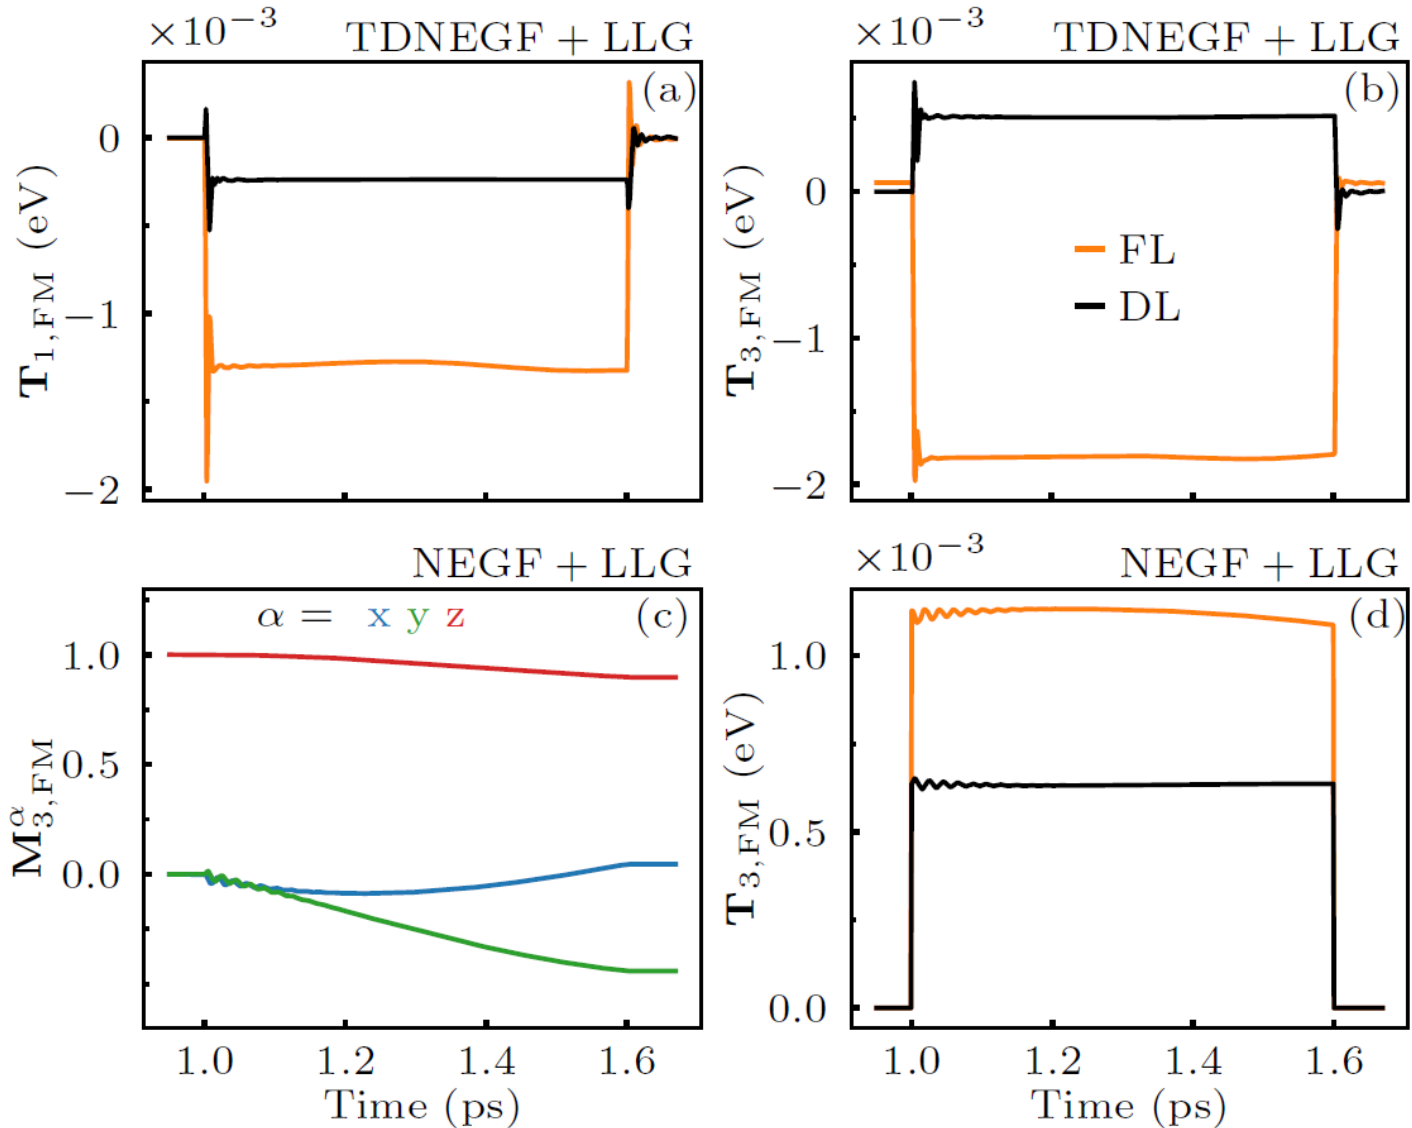 ×10⁻³ TDNEGF + LLG
(a)
T₁,FM (eV)
0
−1
−2
×10⁻³ TDNEGF + LLG
(b)
T₃,FM (eV)
0
−1
−2
FL
DL
NEGF + LLG
α = x y z (c)
M₃,FM^α
1.0
0.5
0.0
1.0 1.2 1.4 1.6
Time (ps)
×10⁻³ NEGF + LLG
(d)
T₃,FM (eV)
1.0
0.5
0.0
1.0 1.2 1.4 1.6
Time (ps)